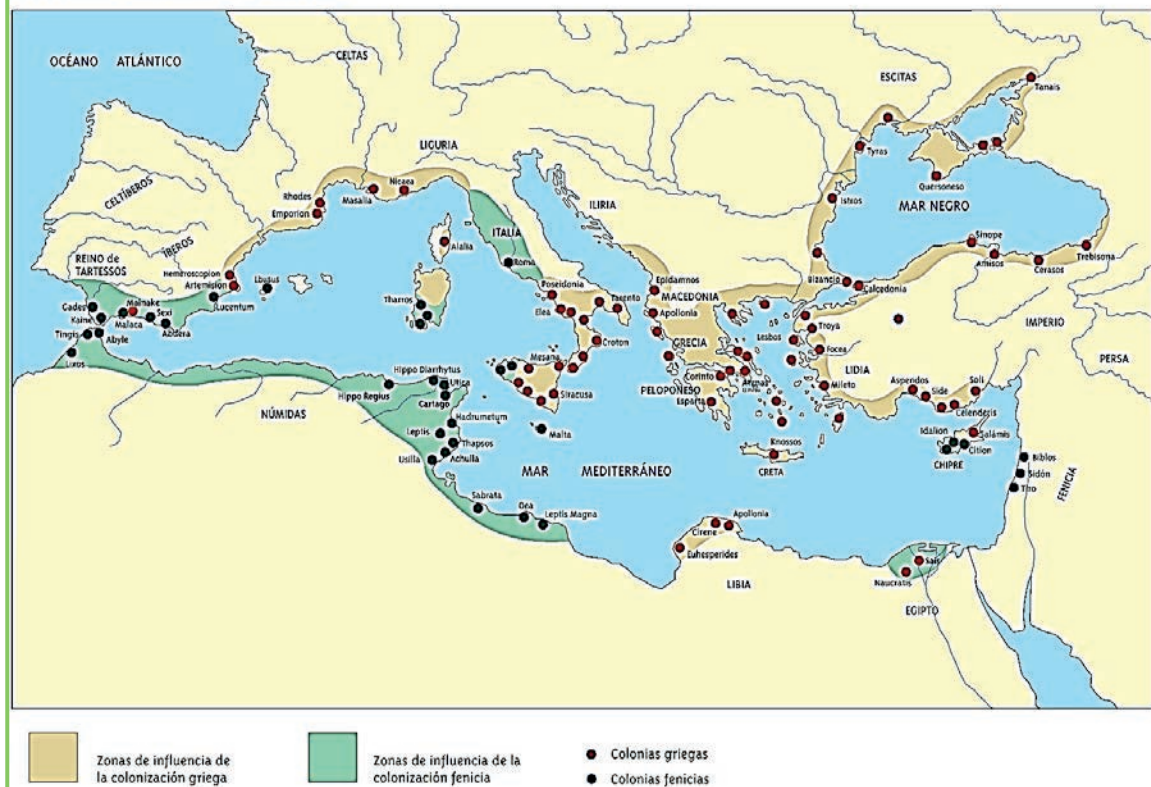 OCÉANO ATLÁNTICO
CELTAS
ESCITAS
Tanais
Tyras
LIGURIA
Nicaea
Masalia
Rhodes
Emporion
Quersoneso
Istros
MAR NEGRO
CELTÍBEROS
ILIRIA
ÍBEROS
ITALIA
Alalia
Roma
Sinope
Amisos
Cerasos
Trebisona
REINO de
TARTESSOS
Hemeroscopion
Artemision
Lucentum
Bizancio
Calcedonia
Epidamnos
MACEDONIA
Poseidonia
Tarento
Elea
Apollonia
Tharros
Gades
Mainake
Sexi
Malaca
Abdera
Tingis
Abyle
Lixos
Croton
GRECIA
Lesbos
Troya
IMPERIO
PERSA
Focea
LIDIA
Mesana
Corinto
Atenas
Mileto
Aspendos
Side
Soli
Celenderis
PELOPONESO
Esparta
Siracusa
Hippo Diarrhytus
Utica
Hippo Regius
Cartago
NÚMIDAS
Hadrumetum
Leptis
Thapsos
Usilla
Achulla
Malta
Idalion
Salámis
Cition
CHIPRE
Knossos
CRETA
Biblos
Sidón
Tiro
FENICIA
MAR MEDITERRÁNEO
Sabrata
Leptis Magna
Apollonia
Cirene
Euhesperides
LIBIA
Sais
Naucratis
EGIPTO
Zonas de influencia de
la colonización griega
Zonas de influencia de la
colonización fenicia
Colonias griegas
Colonias fenicias